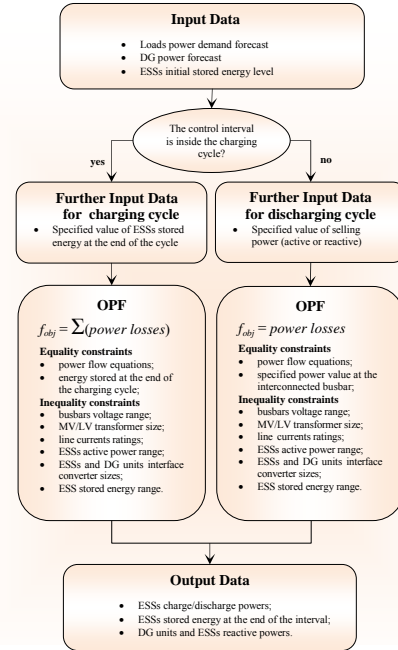 Input Data
• Loads power demand forecast
• DG power forecast
• ESSs initial stored energy level
The control interval
is inside the charging
cycle?
yes
no
Further Input Data
for charging cycle
• Specified value of ESSs stored
energy at the end of the cycle
Further Input Data
for discharging cycle
• Specified value of selling
power (active or reactive)
OPF
f_obj = ∑(power losses)
Equality constraints
• power flow equations;
• energy stored at the end of
the charging cycle;
Inequality constraints
• busbars voltage range;
• MV/LV transformer size;
• line currents ratings;
• ESSs active power range;
• ESSs and DG units interface
converter sizes;
• ESS stored energy range.
OPF
f_obj = power losses
Equality constraints
• power flow equations;
• specified power value at the
interconnected busbar;
Inequality constraints
• busbars voltage range;
• MV/LV transformer size;
• line currents ratings;
• ESSs active power range;
• ESSs and DG units interface
converter sizes;
• ESS stored energy range.
Output Data
• ESSs charge/discharge powers;
• ESSs stored energy at the end of the interval;
• DG units and ESSs reactive powers.